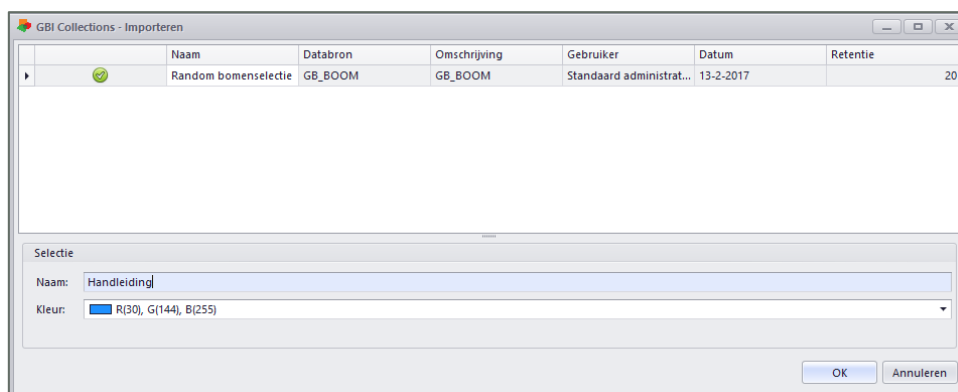 GBI Collections - Importeren
Naam Databron Omschrijving Gebruiker Datum Retentie
Random bomenselectie GB_BOOM GB_BOOM Standaard administrat... 13-2-2017 20
Selectie
Naam: Handleiding
Kleur: R(30), G(144), B(255)
OK Annuleren